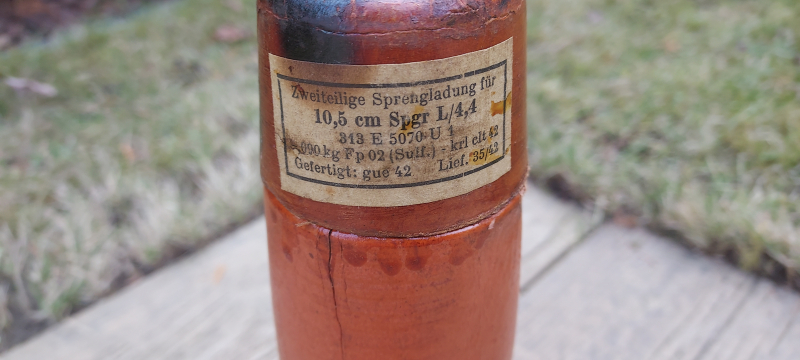 Zweiteilige Sprengladung für
10,5 cm Spgr L/4,4
313 E 5070 U 1
090 kg Fp 02 (Sulf.) - krl elt 42
Gefertigt: gue 42 Lief. 35/42